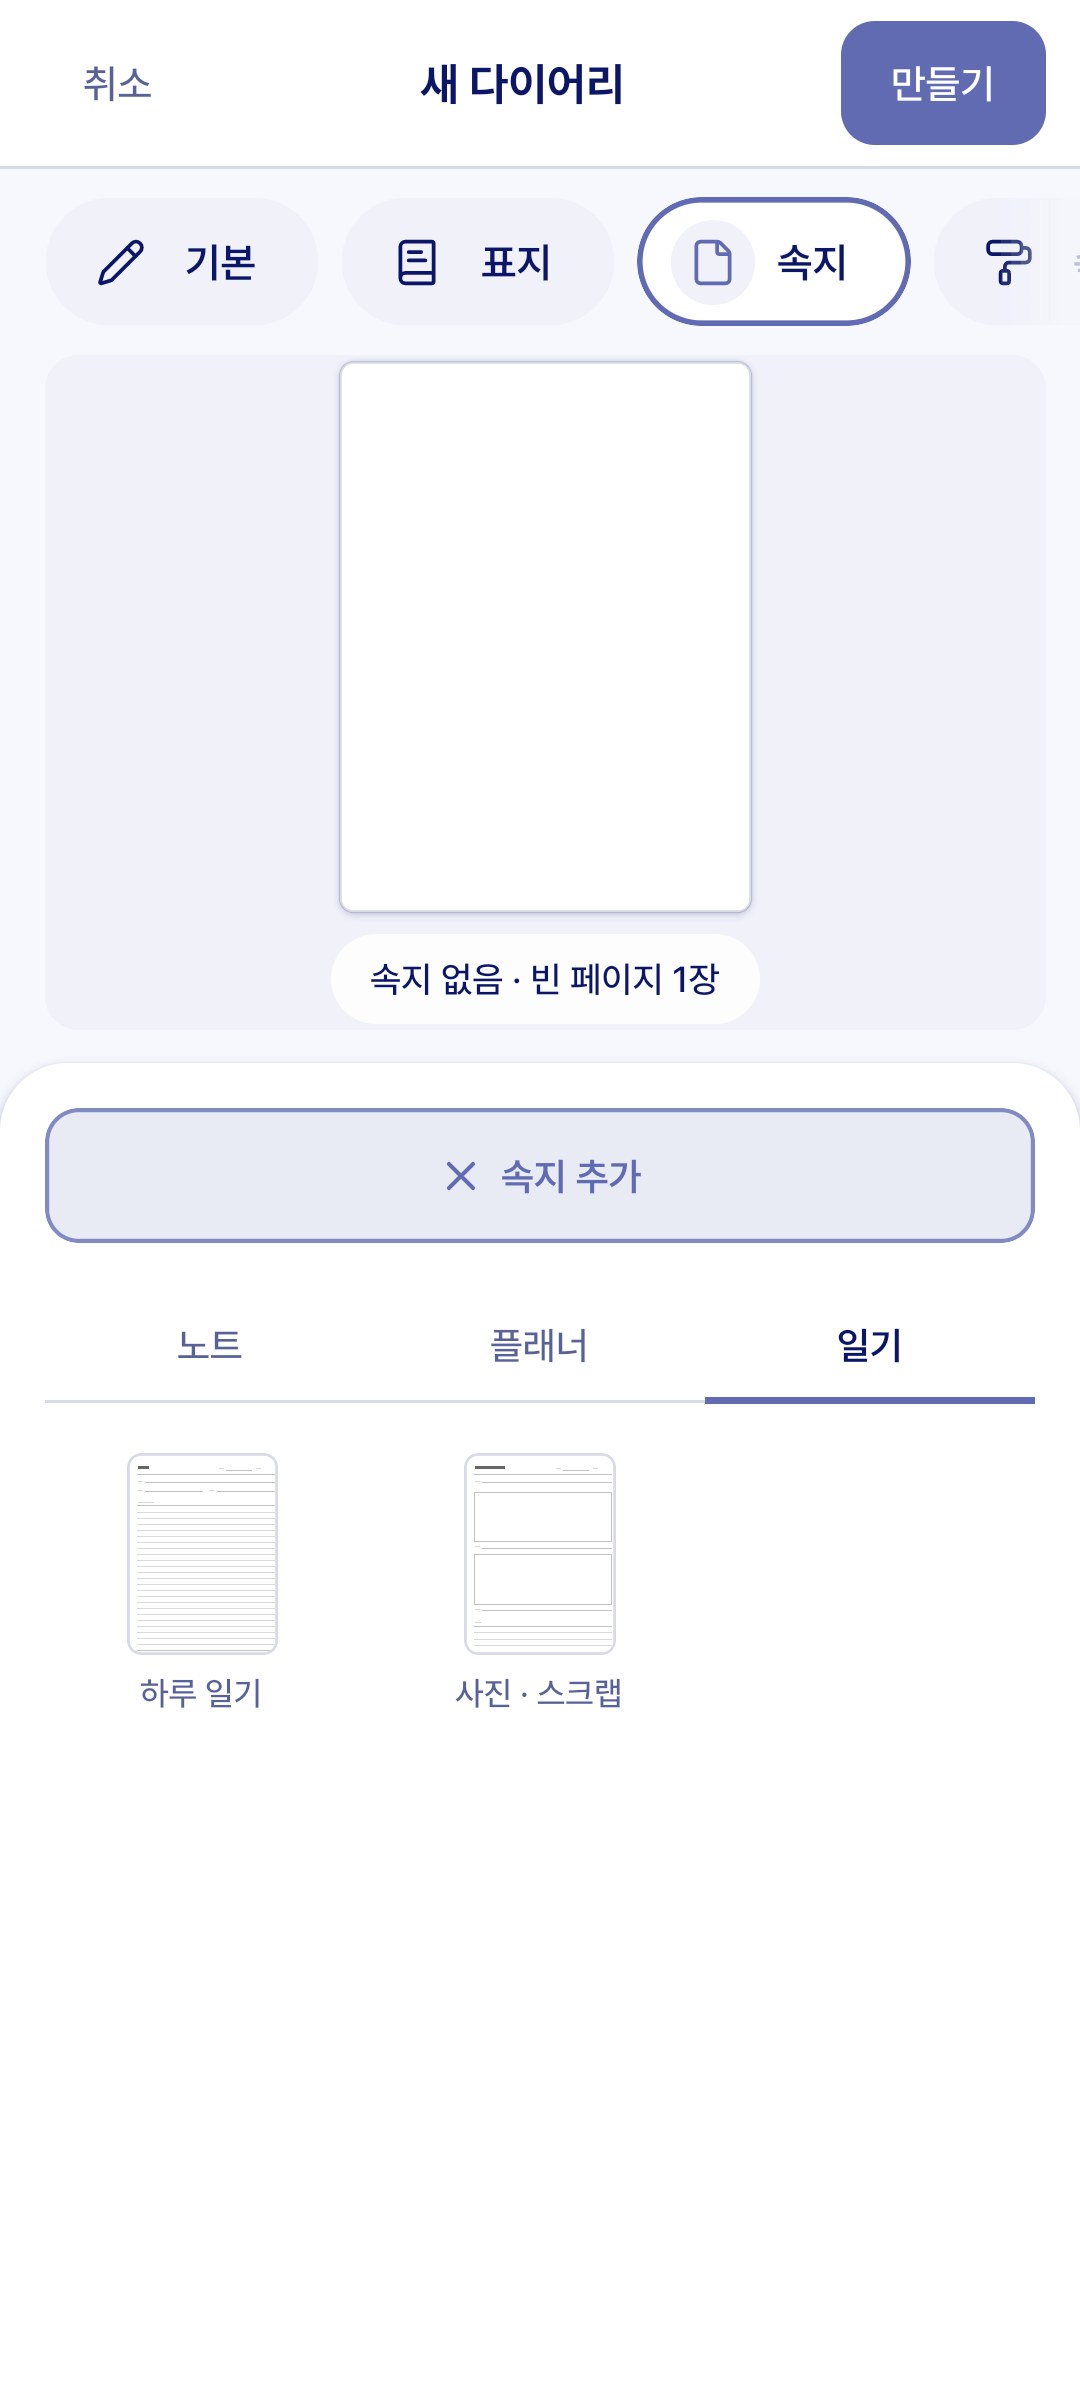 취소
새 다이어리
만들기
기본
표지
속지
속지 없음 · 빈 페이지 1장
속지 추가
노트
플래너
일기
하루 일기
사진 · 스크랩